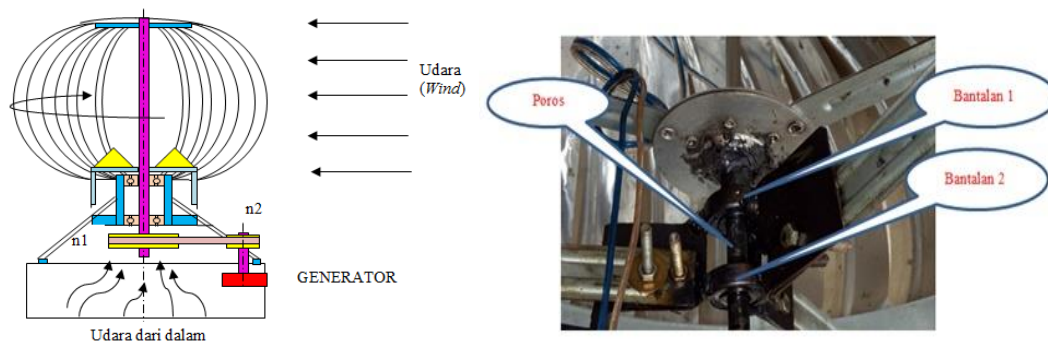 Udara
(Wind)
n1
n2
GENERATOR
Udara dari dalam
Poros
Bantalan 1
Bantalan 2